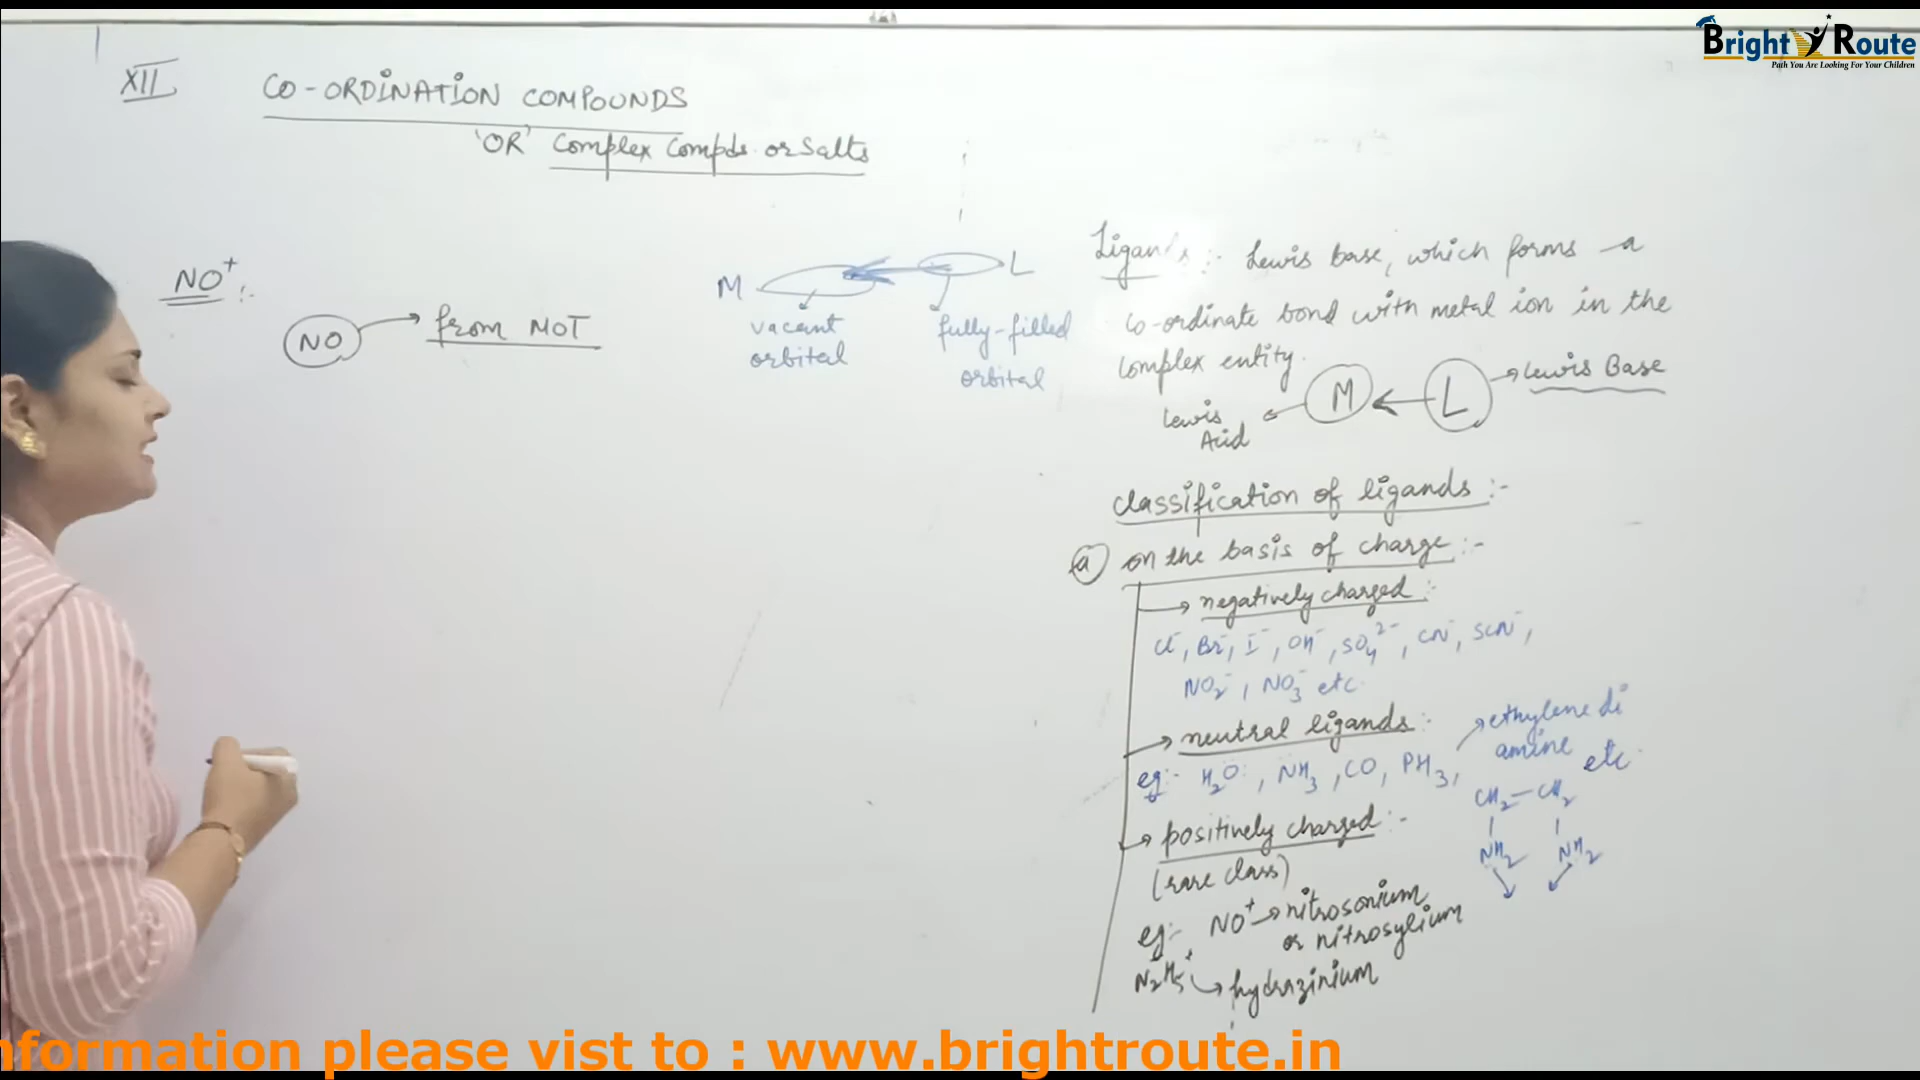 Bright Route
Path You Are Looking For Your Children
XII
CO-ORDINATION COMPOUNDS
'OR' Complex Compds. or Salts
NO+ :-
NO → from MOT
M L
vacant
orbital
fully-filled
orbital
Ligands :- Lewis base, which forms a
co-ordinate bond with metal ion in the
complex entity.
M ← L → Lewis Base
Lewis
Acid
classification of ligands :-
(a) on the basis of charge :-
→ negatively charged :-
Cl-, Br-, I-, OH-, SO4^2-, CN-, SCN-,
NO2-, NO3- etc.
→ neutral ligands :-
eg:- H2O:, NH3, CO, PH3,
→ ethylene di
amine etc.
CH2—CH2
NH2 NH2
→ positively charged :-
(rare class)
eg:- NO+ → nitrosonium
or nitrosylium
N2H5+ → hydrazinium
nformation please vist to : www.brightroute.in